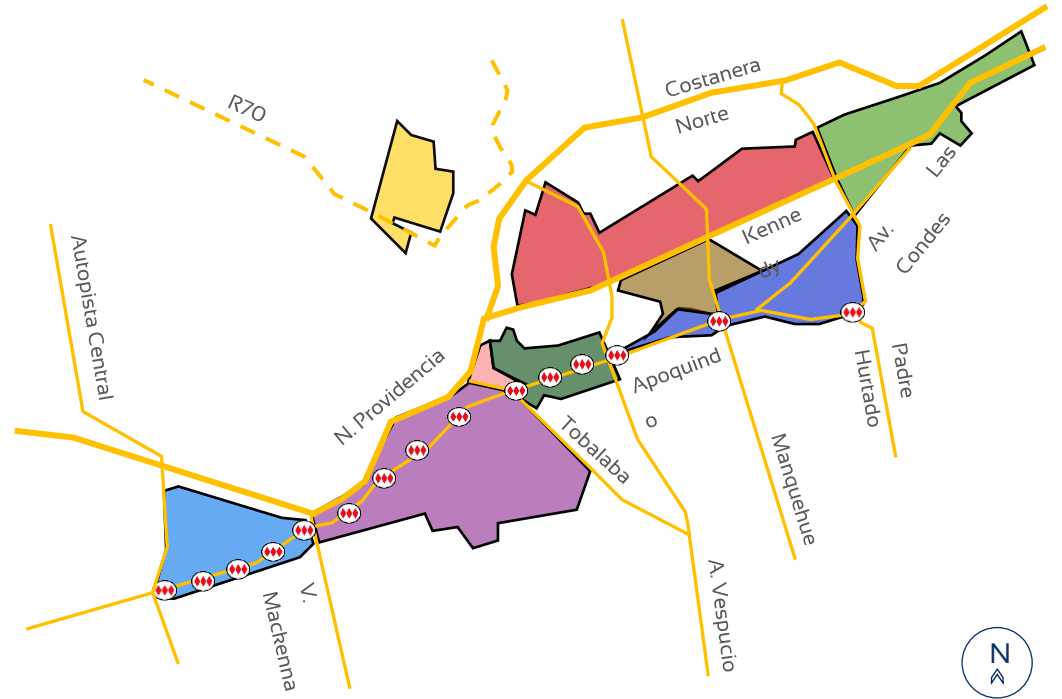 Costanera
Norte
R70
Las
Kenne
dy
Av.
Condes
Autopista Central
N. Providencia
Apoquind
o
Padre
Hurtado
Tobalaba
Manquehue
V.
Mackenna
A. Vespucio
N